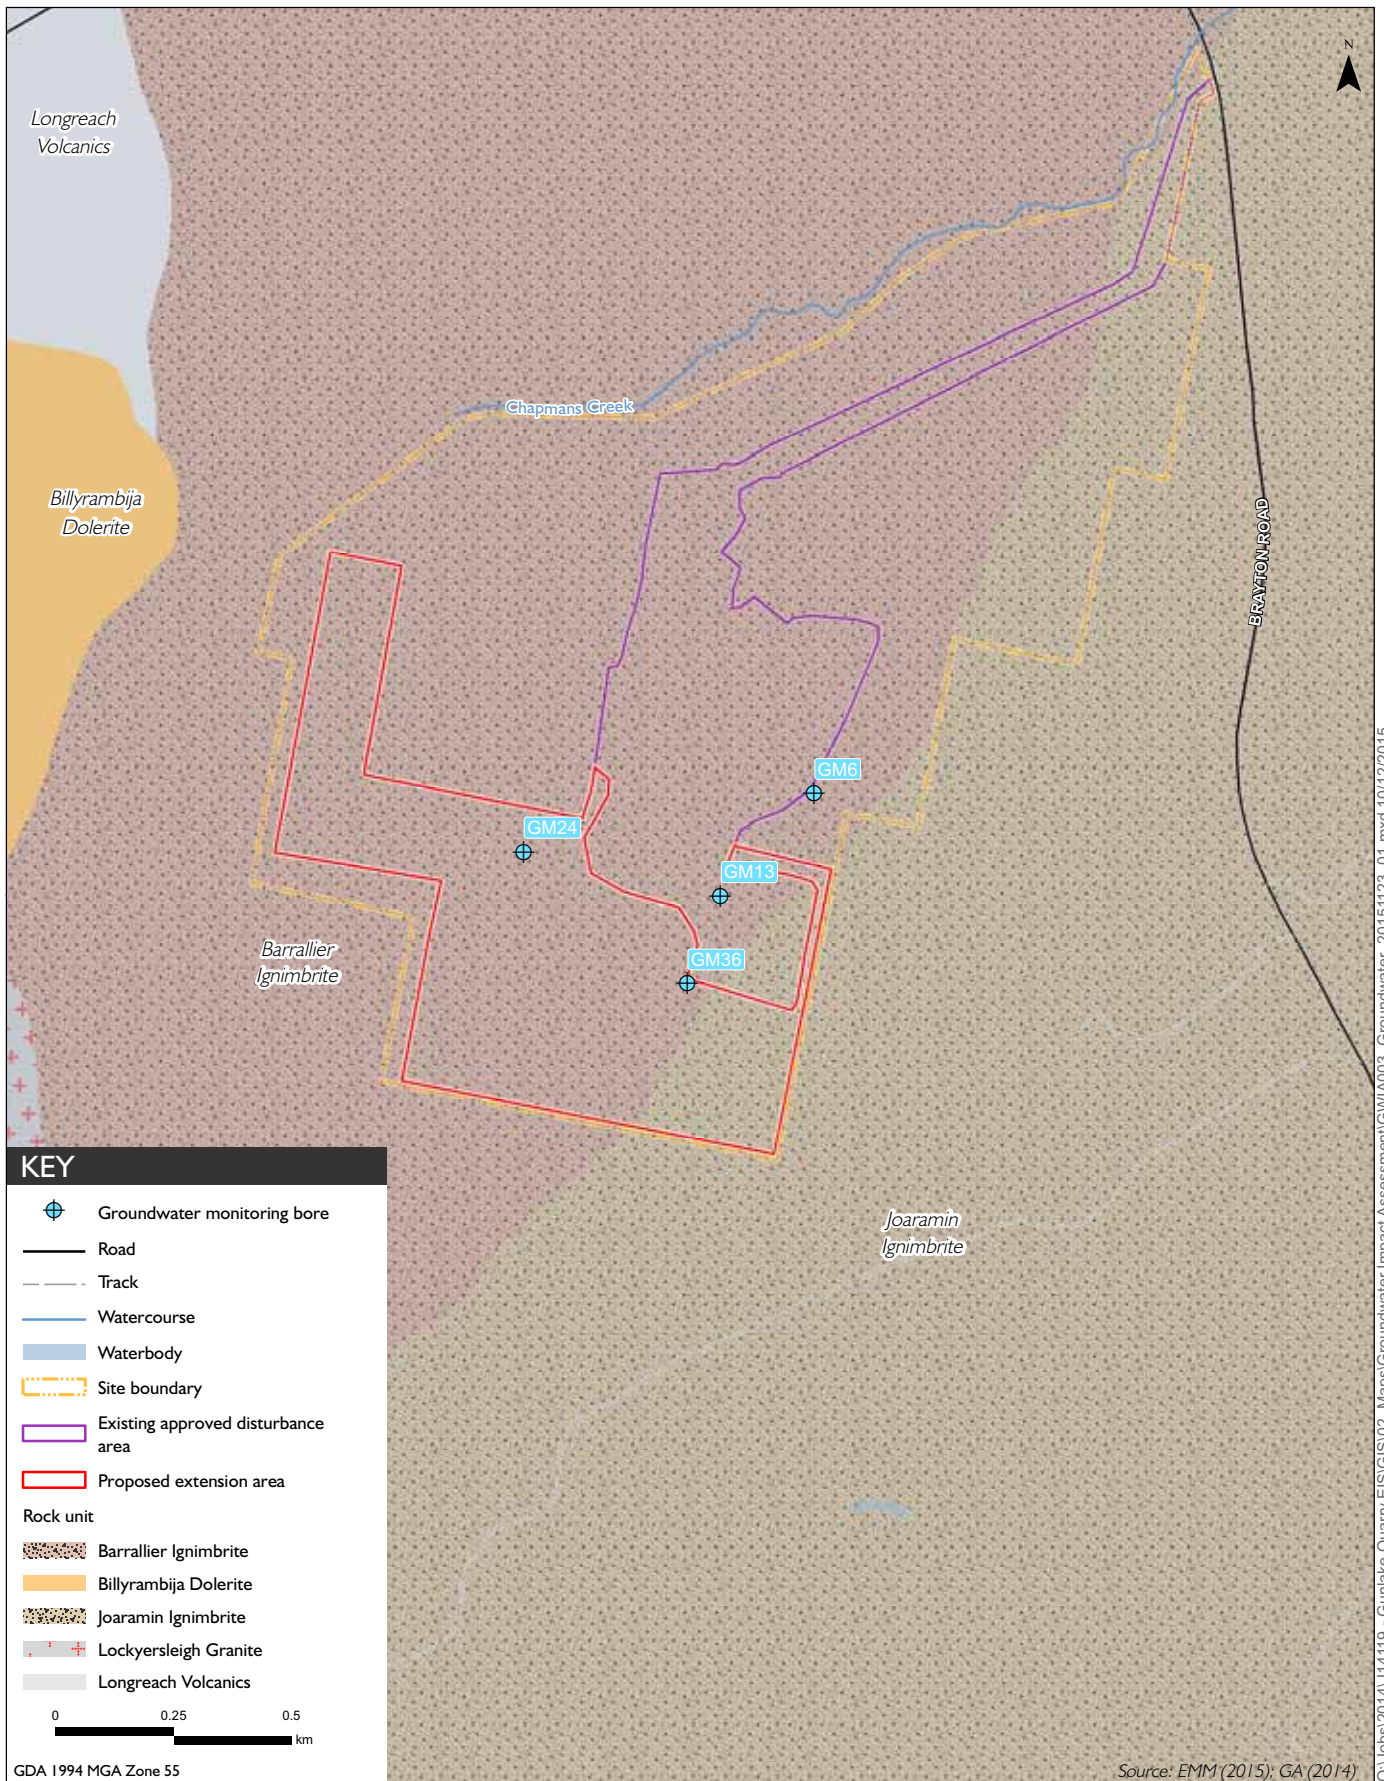 N
Longreach
Volcanics
Chapmans Creek
Billyrambija
Dolerite
BRAYTON ROAD
GM6
GM24
GM13
Barrallier
Ignimbrite
GM36
Joaramin
Ignimbrite
KEY
Groundwater monitoring bore
Road
Track
Watercourse
Waterbody
Site boundary
Existing approved disturbance
area
Proposed extension area
Rock unit
Barrallier Ignimbrite
Billyrambija Dolerite
Joaramin Ignimbrite
Lockyersleigh Granite
Longreach Volcanics
0 0.25 0.5
km
GDA 1994 MGA Zone 55
Source: EMM (2015); GA (2014)